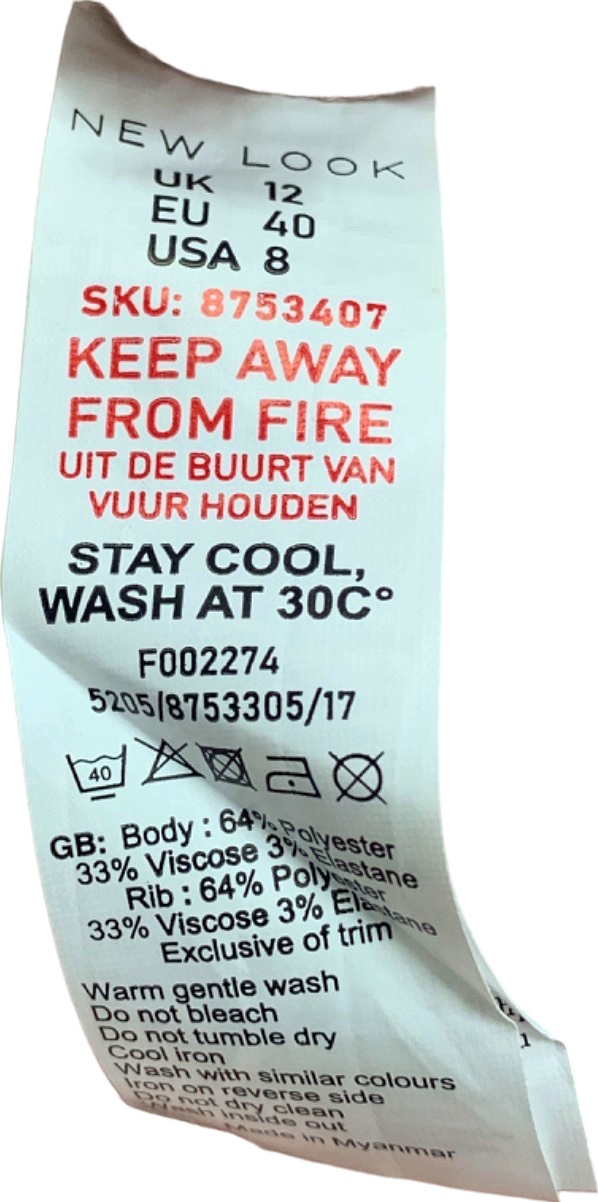 NEW LOOK
UK 12
EU 40
USA 8
SKU: 8753407
KEEP AWAY
FROM FIRE
UIT DE BUURT VAN
VUUR HOUDEN
STAY COOL,
WASH AT 30C°
F002274
5205/8753305/17
40
GB: Body : 64% Polyester
33% Viscose 3% Elastane
Rib : 64% Polyester
33% Viscose 3% Elastane
Exclusive of trim
Warm gentle wash
Do not bleach
Do not tumble dry
Cool iron
Wash with similar colours
Iron on reverse side
Do not dry clean
Wash inside out
Made in Myanmar